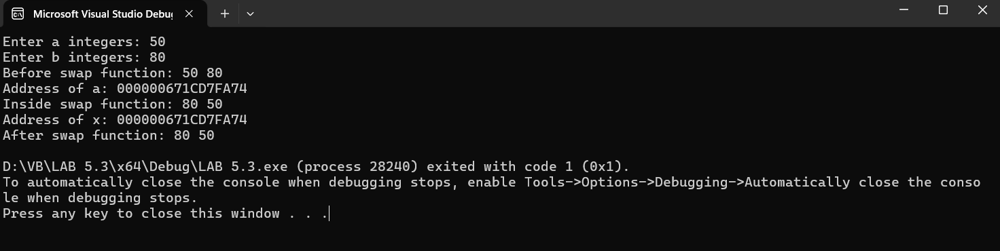 Microsoft Visual Studio Debug
Enter a integers: 50
Enter b integers: 80
Before swap function: 50 80
Address of a: 000000671CD7FA74
Inside swap function: 80 50
Address of x: 000000671CD7FA74
After swap function: 80 50
D:\VB\LAB 5.3\x64\Debug\LAB 5.3.exe (process 28240) exited with code 1 (0x1).
To automatically close the console when debugging stops, enable Tools->Options->Debugging->Automatically close the conso
le when debugging stops.
Press any key to close this window . . .